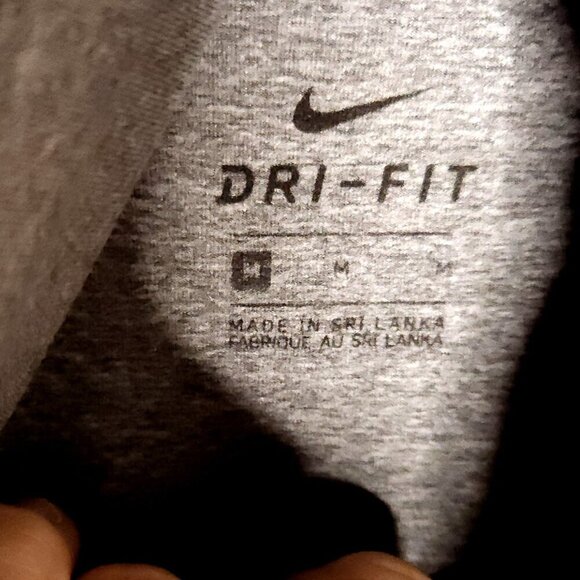 DRI-FIT
M M M
MADE IN SRI LANKA
FABRIQUE AU SRI LANKA